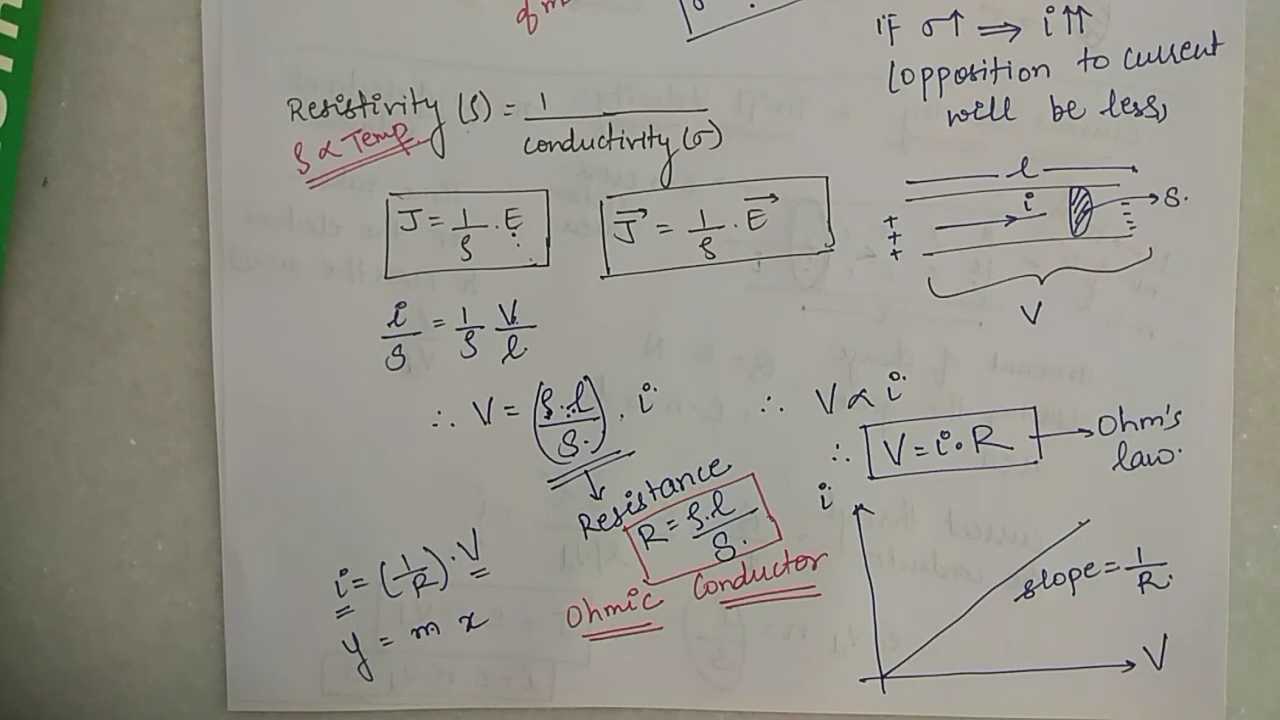 of m
σ
IF σ↑ ⇒ i↑↑
(opposition to current
will be less)
Resistivity (ρ) = 1 / conductivity (σ)
ρ ∝ Temp
J = 1/ρ . E
J⃗ = 1/ρ . E⃗
l
i
S.
+
+
+
V
i/S = 1/ρ V/l
∴ V = (ρ.l/S.) . i
∴ V ∝ i
∴ V = i . R → Ohm's
law.
Resistance
R = ρ.l/S.
Ohmic Conductor
i = (1/R) . V
y = m x
i
slope = 1/R.
V